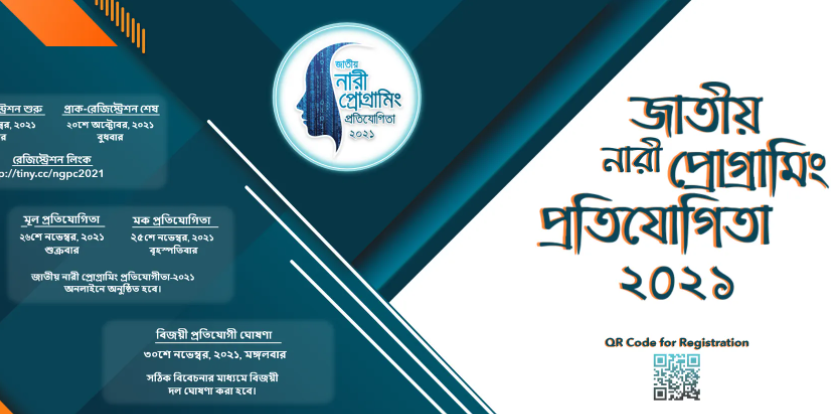 জাতীয়
নারী
প্রোগ্রামিং
প্রতিযোগিতা
২০২১
শুরু
প্রাক-রেজিস্ট্রেশন শেষ
২০২১
২০শে অক্টোবর, ২০২১
বুধবার
রেজিস্ট্রেশন লিংক
p://tiny.cc/ngpc2021
মূল প্রতিযোগিতা
২৬শে নভেম্বর, ২০২১
শুক্রবার
মক প্রতিযোগিতা
২৫শে নভেম্বর, ২০২১
বৃহস্পতিবার
জাতীয় নারী প্রোগ্রামিং প্রতিযোগীতা-২০২১
অনলাইনে অনুষ্ঠিত হবে।
বিজয়ী প্রতিযোগী ঘোষণা
৩০শে নভেম্বর, ২০২১, মঙ্গলবার
সঠিক বিবেচনার মাধ্যমে বিজয়ী
দল ঘোষণা করা হবে।
জাতীয়
নারী প্রোগ্রামিং
প্রতিযোগিতা
২০২১
QR Code for Registration